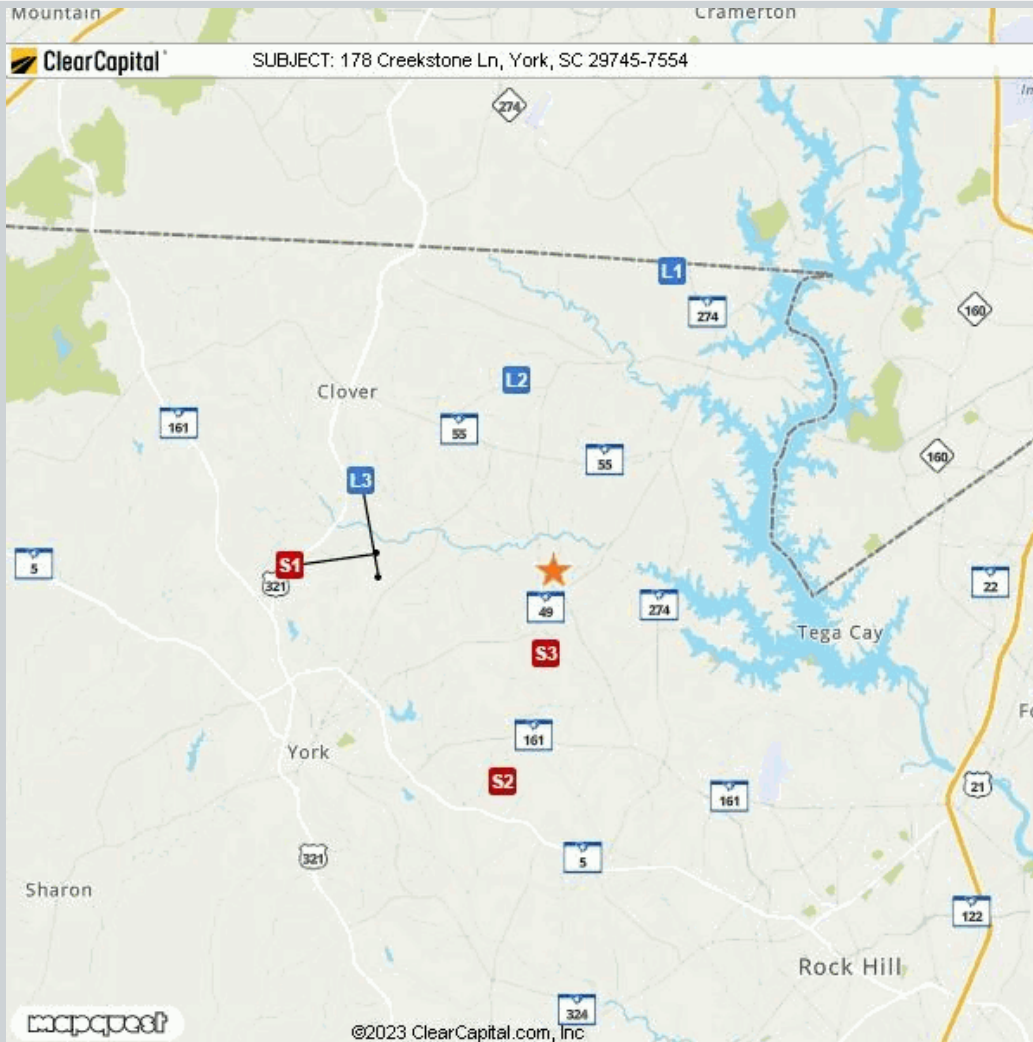 Mountain
Cramerton
ClearCapital
SUBJECT: 178 Creekstone Ln, York, SC 29745-7554
274
L1
274
160
L2
Clover
161
55
55
160
L3
S1
321
5
49
274
22
Tega Cay
S3
161
York
S2
161
21
5
321
Sharon
122
Rock Hill
324
mapquest
©2023 ClearCapital.com, Inc